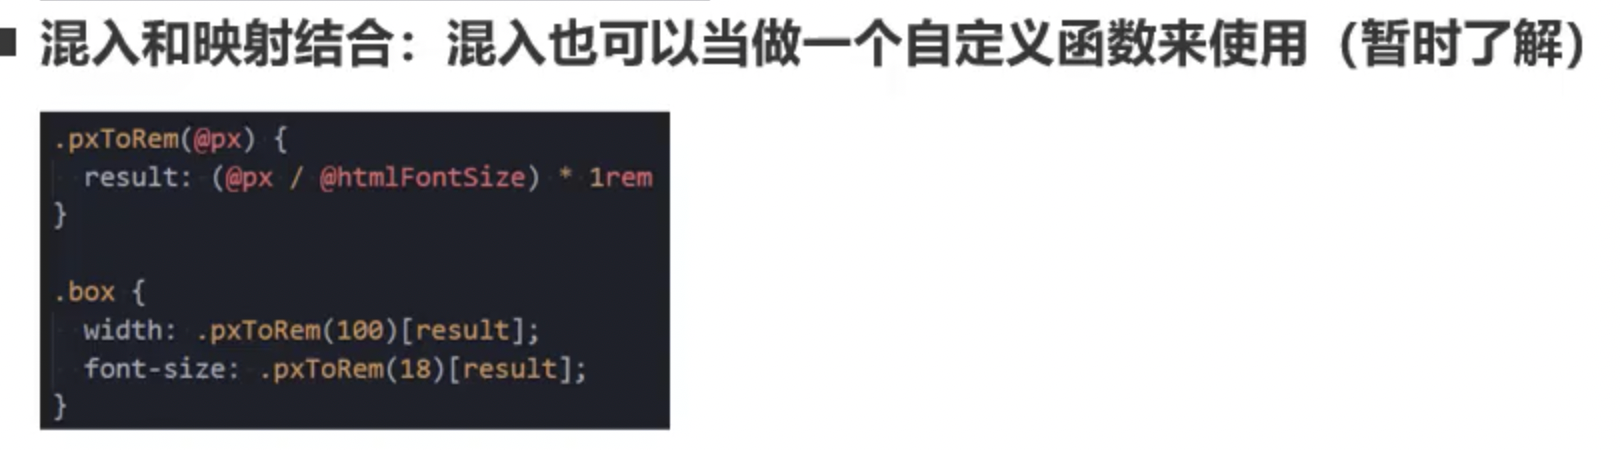 混入和映射结合：混入也可以当做一个自定义函数来使用（暂时了解）
.pxToRem(@px) {
  result: (@px / @htmlFontSize) * 1rem
}
.box {
  width: .pxToRem(100)[result];
  font-size: .pxToRem(18)[result];
}